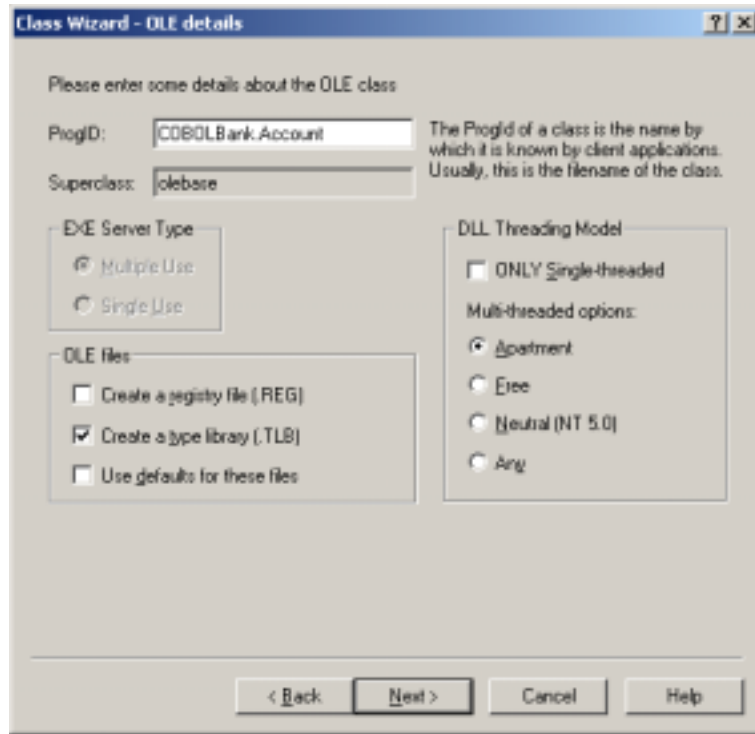 Class Wizard - OLE details
Please enter some details about the OLE class
ProgID:
COBOLBank.Account
The ProgId of a class is the name by
which it is known by client applications.
Usually, this is the filename of the class.
Superclass:
olebase
EXE Server Type
Multiple Use
Single Use
DLL Threading Model
ONLY Single-threaded
Multi-threaded options:
Apartment
Free
Neutral (NT 5.0)
Any
OLE files
Create a registry file (.REG)
Create a type library (.TLB)
Use defaults for these files
< Back
Next >
Cancel
Help